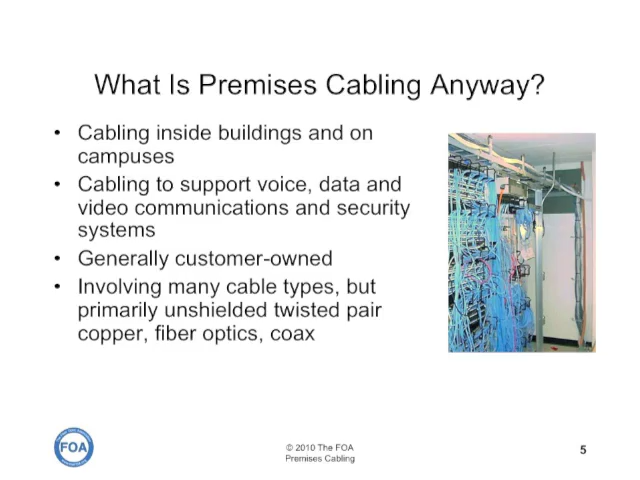 What Is Premises Cabling Anyway?
• Cabling inside buildings and on
campuses
• Cabling to support voice, data and
video communications and security
systems
• Generally customer-owned
• Involving many cable types, but
primarily unshielded twisted pair
copper, fiber optics, coax
FOA
© 2010 The FOA
Premises Cabling
5